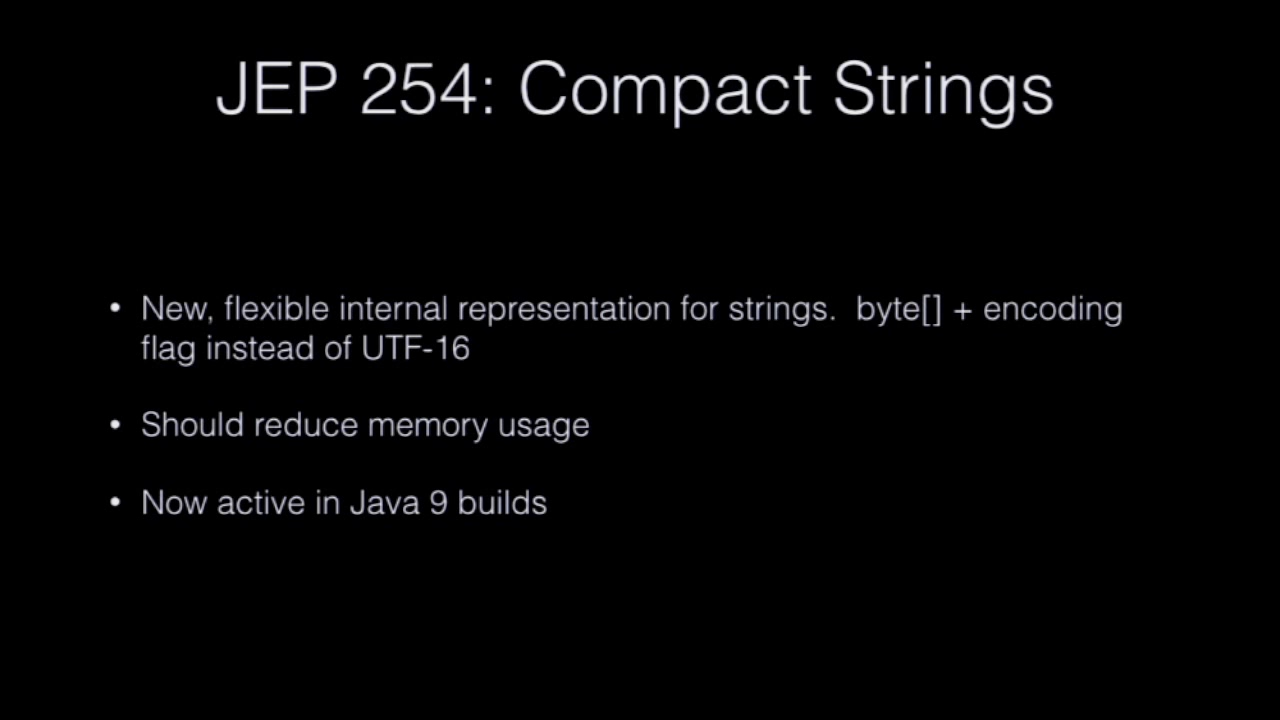 JEP 254: Compact Strings
• New, flexible internal representation for strings.  byte[] + encoding
flag instead of UTF-16
• Should reduce memory usage
• Now active in Java 9 builds